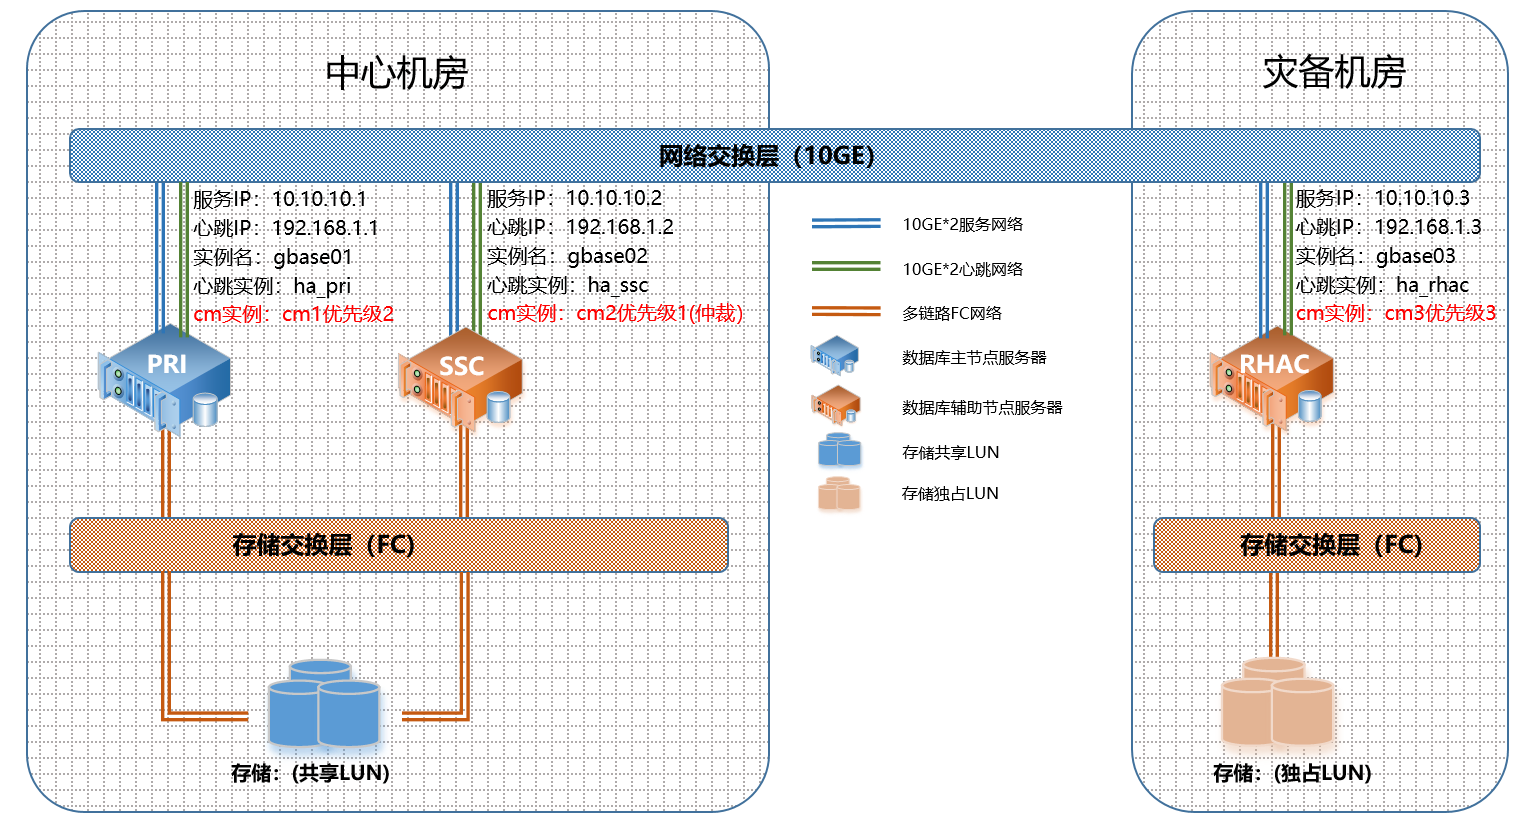 中心机房
灾备机房
网络交换层（10GE）
服务IP：10.10.10.1
心跳IP：192.168.1.1
实例名：gbase01
心跳实例：ha_pri
cm实例：cm1优先级2
PRI
服务IP：10.10.10.2
心跳IP：192.168.1.2
实例名：gbase02
心跳实例：ha_ssc
cm实例：cm2优先级1(仲裁)
SSC
10GE*2服务网络
10GE*2心跳网络
多链路FC网络
数据库主节点服务器
数据库辅助节点服务器
存储共享LUN
存储独占LUN
服务IP：10.10.10.3
心跳IP：192.168.1.3
实例名：gbase03
心跳实例：ha_rhac
cm实例：cm3优先级3
RHAC
存储交换层（FC）
存储交换层（FC）
存储：(共享LUN)
存储：(独占LUN)